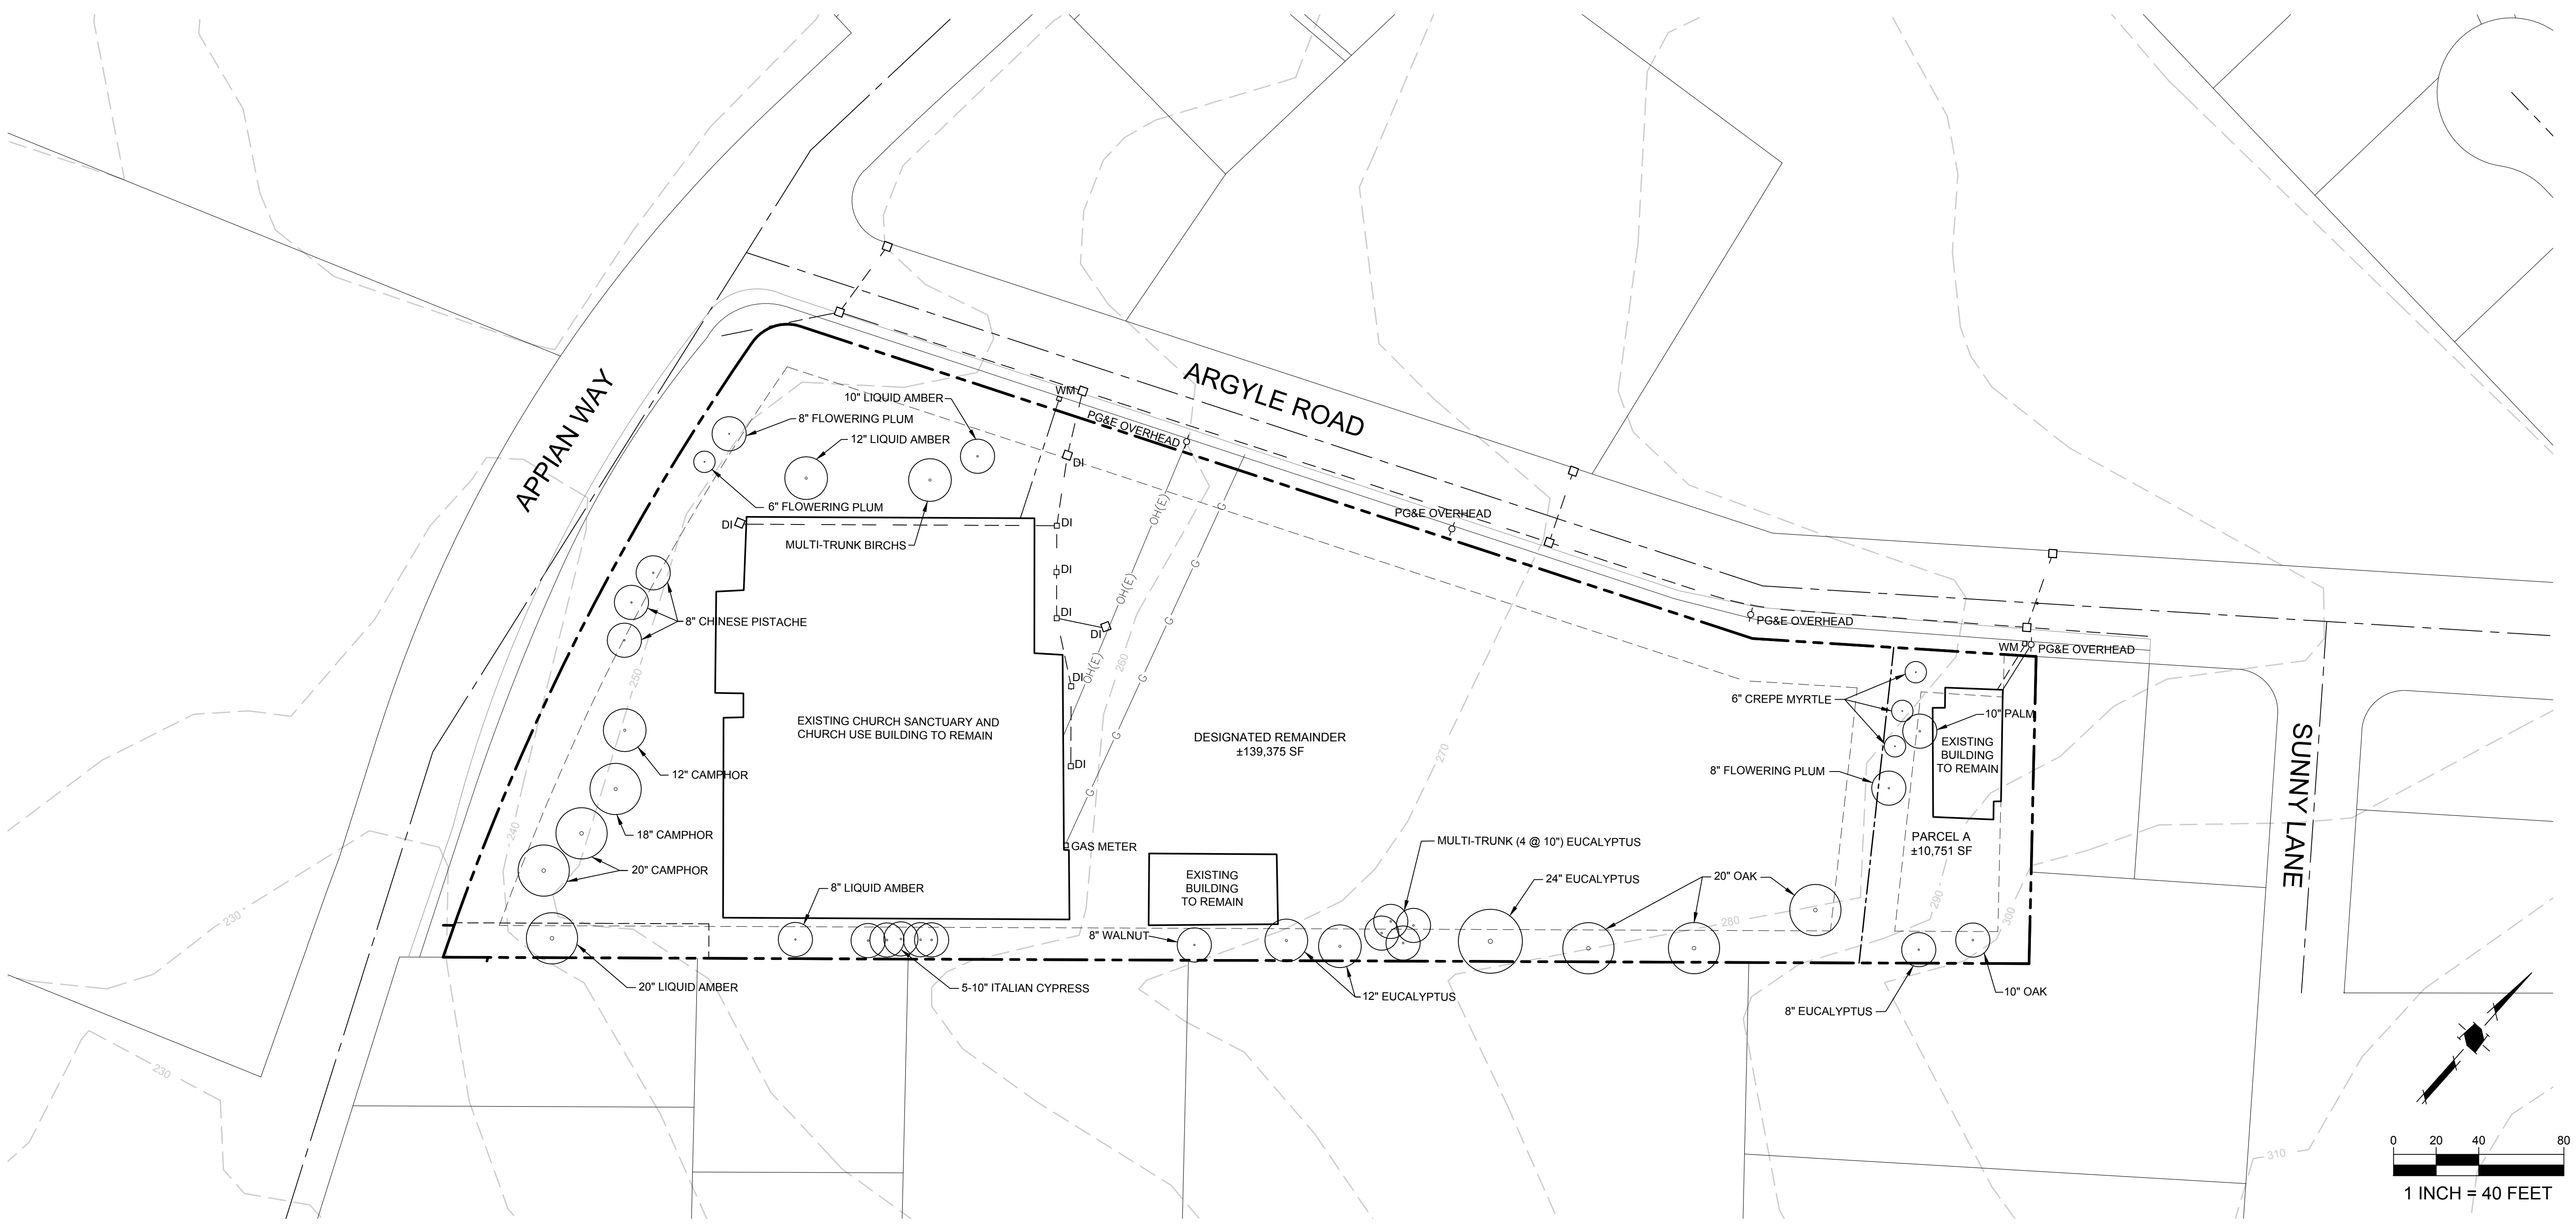 APPIAN WAY
ARGYLE ROAD
SUNNY LANE
10" LIQUID AMBER
8" FLOWERING PLUM
12" LIQUID AMBER
6" FLOWERING PLUM
DI
MULTI-TRUNK BIRCHS
8" CHINESE PISTACHE
250
240
230
230
12" CAMPHOR
18" CAMPHOR
20" CAMPHOR
20" LIQUID AMBER
EXISTING CHURCH SANCTUARY AND
CHURCH USE BUILDING TO REMAIN
8" LIQUID AMBER
5-10" ITALIAN CYPRESS
WM
PG&E OVERHEAD
DI
DI
DI
DI
DI
DI
DI
OH(E)
OH(E)
OH(E)
G
G
G
G
G
G
260
GAS METER
DESIGNATED REMAINDER
±139,375 SF
EXISTING
BUILDING
TO REMAIN
8" WALNUT
12" EUCALYPTUS
MULTI-TRUNK (4 @ 10") EUCALYPTUS
24" EUCALYPTUS
20" OAK
270
280
PG&E OVERHEAD
PG&E OVERHEAD
WM
PG&E OVERHEAD
6" CREPE MYRTLE
10" PALM
EXISTING
BUILDING
TO REMAIN
8" FLOWERING PLUM
PARCEL A
±10,751 SF
290
300
8" EUCALYPTUS
10" OAK
310
0 20 40 80
1 INCH = 40 FEET